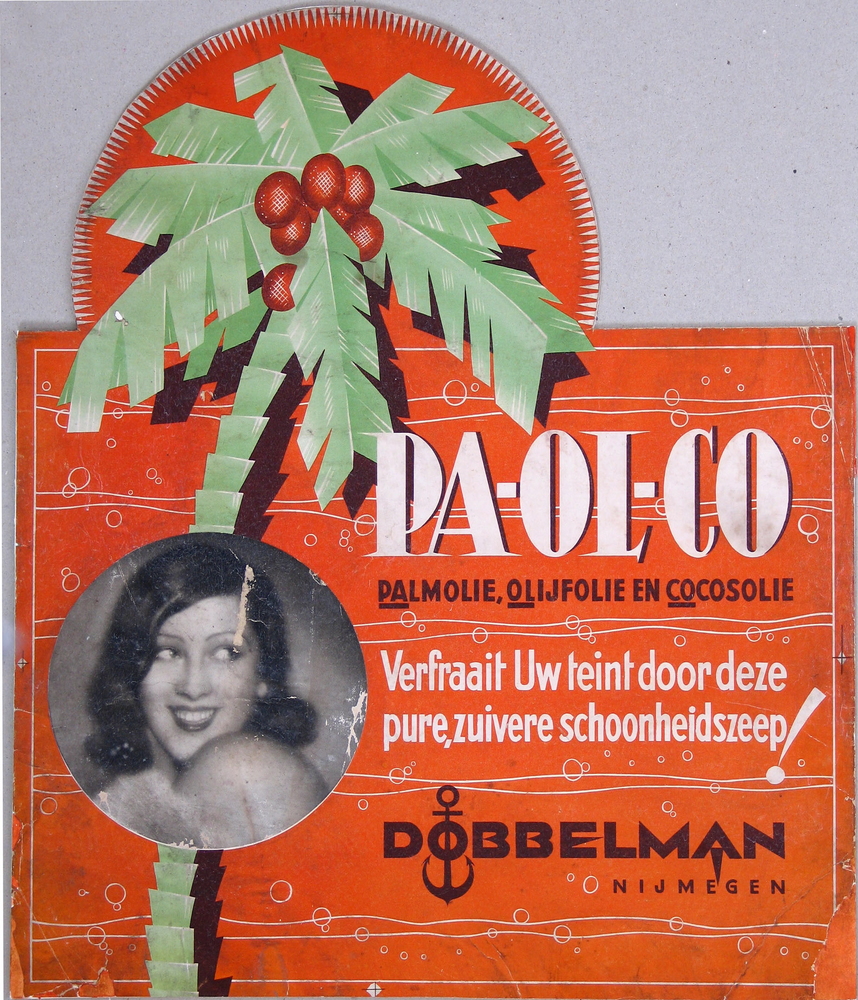 PA-OL-CO
PALMOLIE, OLIJFOLIE EN COCOSOLIE
Verfraait Uw teint door deze
pure, zuivere schoonheidszeep!
DOBBELMAN
NIJMEGEN